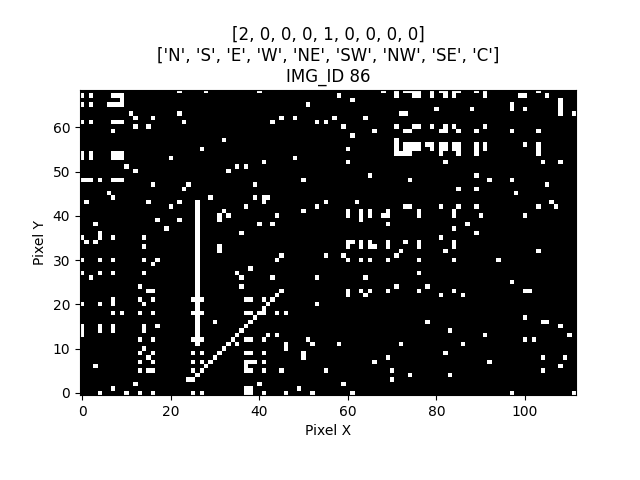 [2, 0, 0, 0, 1, 0, 0, 0, 0]
['N', 'S', 'E', 'W', 'NE', 'SW', 'NW', 'SE', 'C']
IMG_ID 86
60
50
40
30
20
10
0
Pixel Y
0 20 40 60 80 100
Pixel X